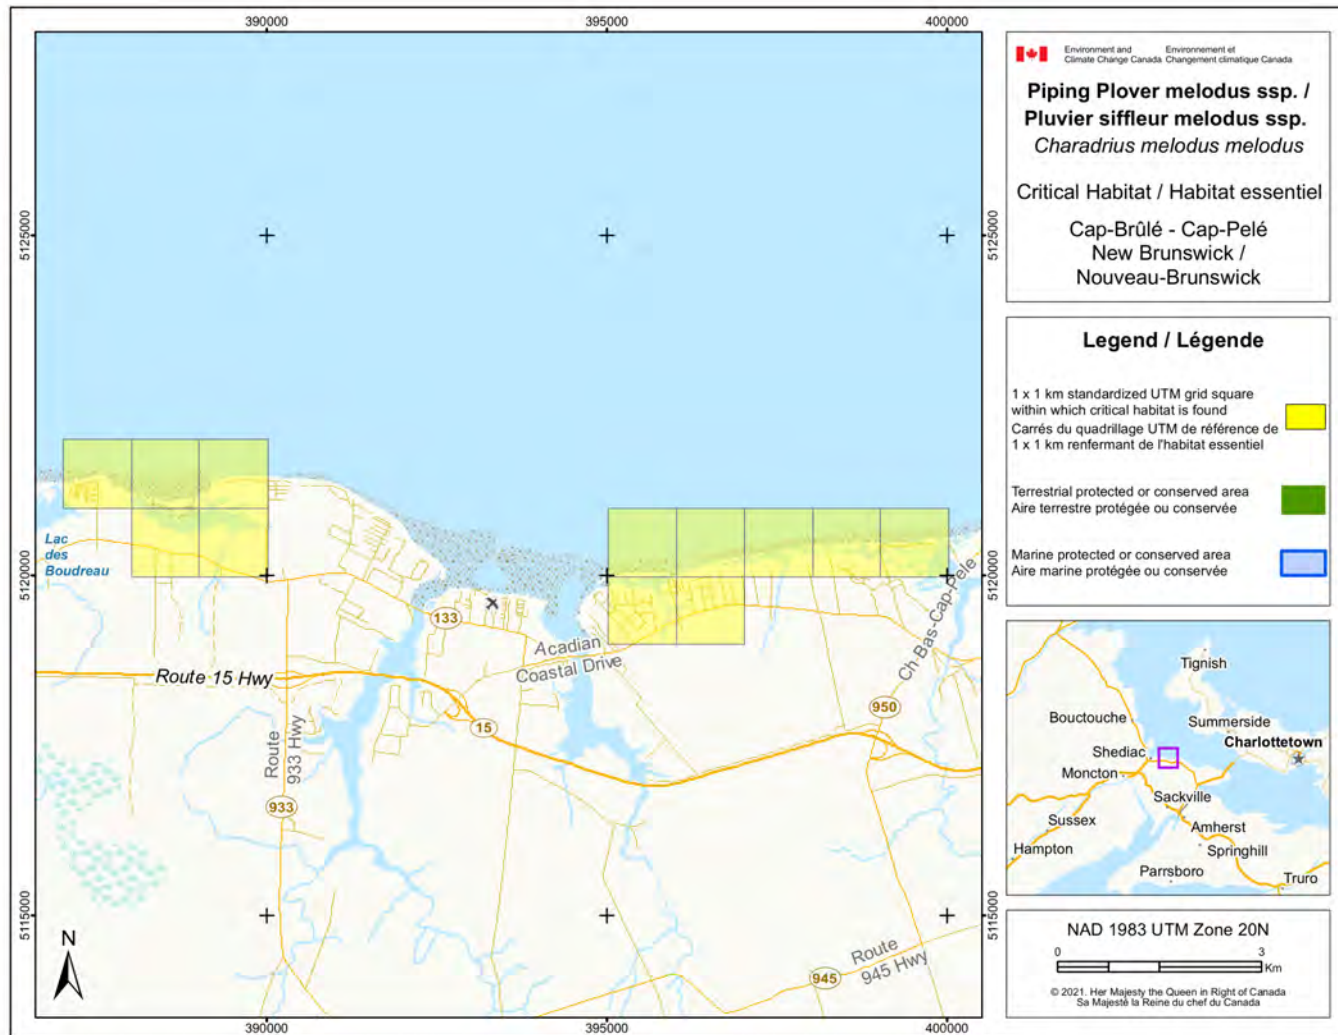 390000
395000
400000
5125000
5125000
5120000
5120000
5115000
5115000
Lac
des
Boudreau
133
Acadian
Coastal Drive
Ch-Bas-Cap-Pele
Route 15 Hwy
15
950
Route
933 Hwy
933
Route
945 Hwy
945
N
390000
395000
400000
Environment and
Climate Change Canada
Environnement et
Changement climatique Canada
Piping Plover melodus ssp. /
Pluvier siffleur melodus ssp.
Charadrius melodus melodus
Critical Habitat / Habitat essentiel
Cap-Brûlé - Cap-Pelé
New Brunswick /
Nouveau-Brunswick
Legend / Légende
1 x 1 km standardized UTM grid square
within which critical habitat is found
Carrés du quadrillage UTM de référence de
1 x 1 km renfermant de l'habitat essentiel
Terrestrial protected or conserved area
Aire terrestre protégée ou conservée
Marine protected or conserved area
Aire marine protégée ou conservée
Tignish
Bouctouche
Summerside
Shediac
Charlottetown
Moncton
Sackville
Sussex
Amherst
Hampton
Springhill
Parrsboro
Truro
NAD 1983 UTM Zone 20N
0
3
Km
© 2021. Her Majesty the Queen in Right of Canada
Sa Majesté la Reine du chef du Canada